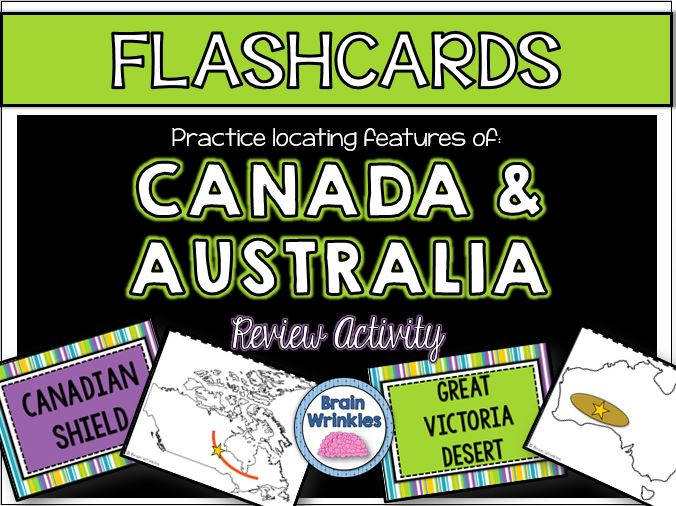 FLASHCARDS
Practice locating features of:
CANADA &
AUSTRALIA
Review Activity
CANADIAN
SHIELD
Brain
Wrinkles
GREAT
VICTORIA
DESERT